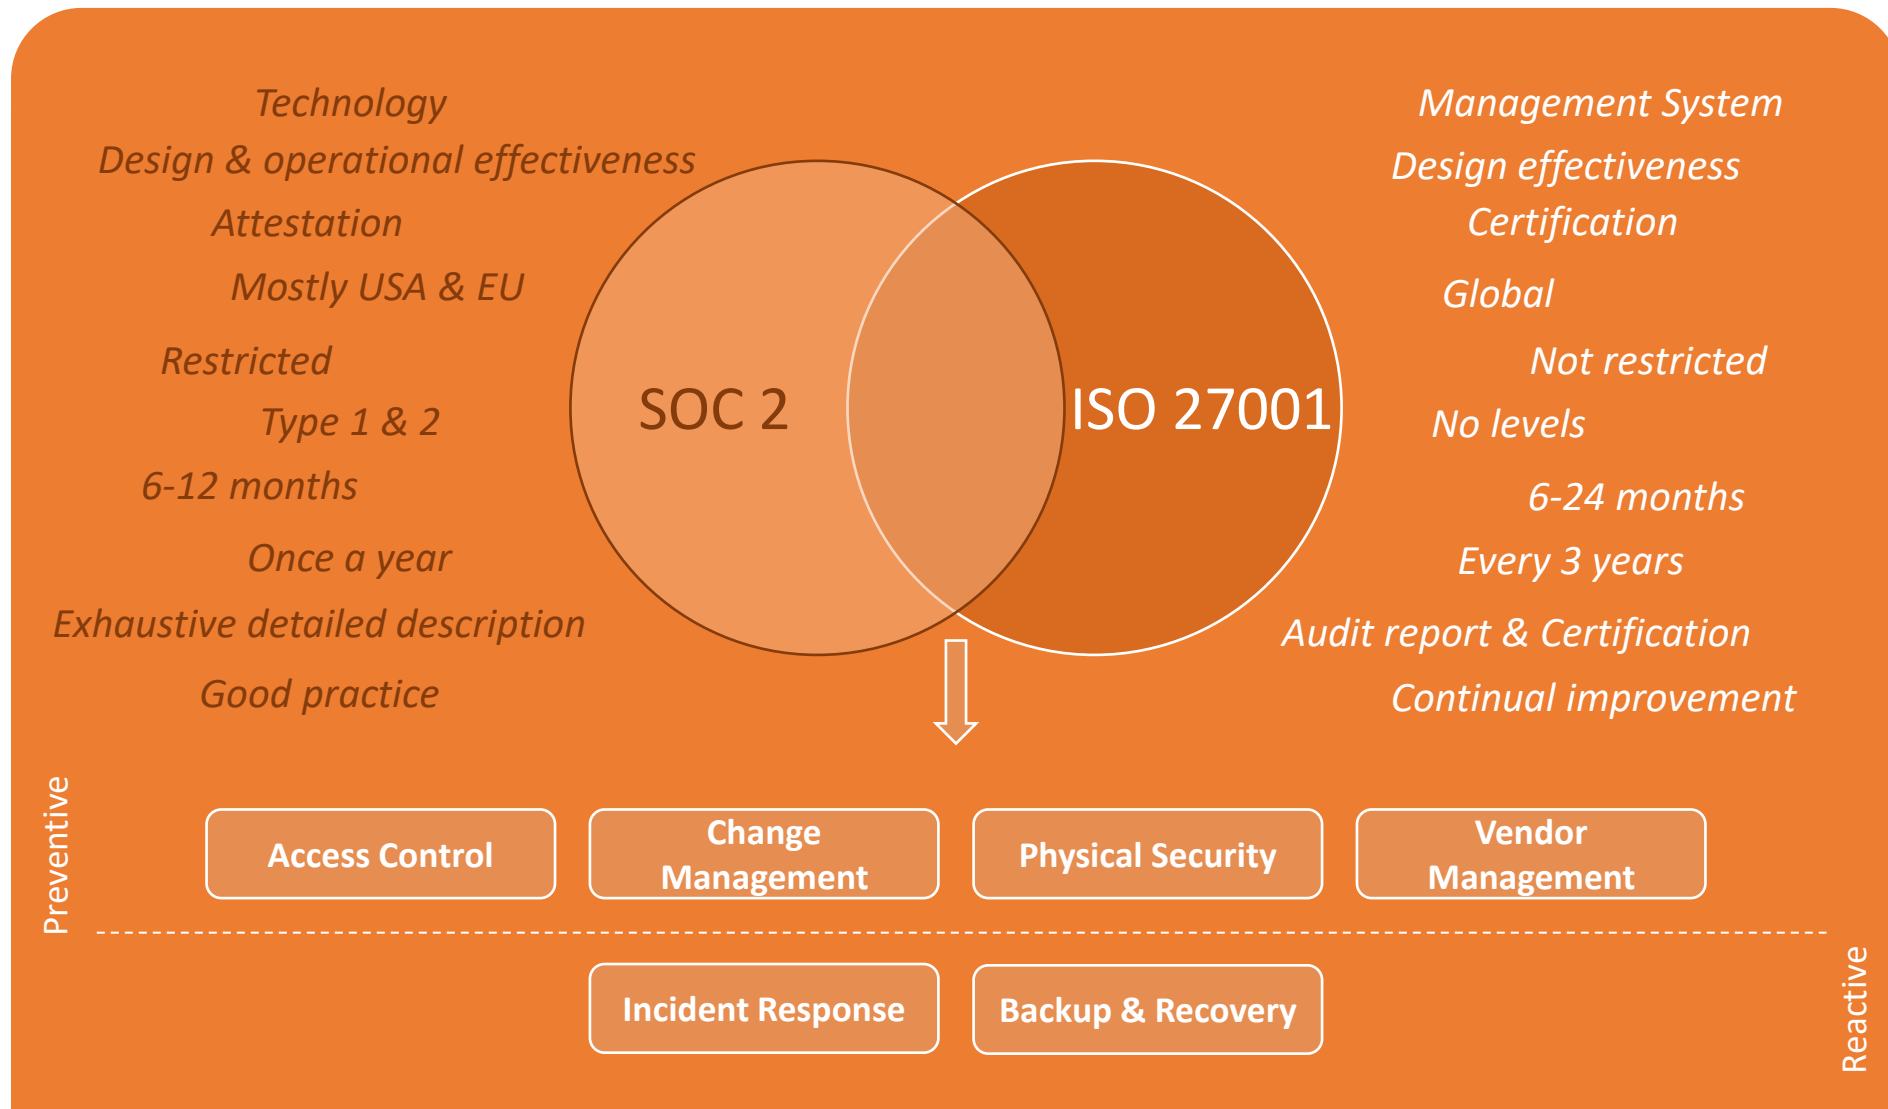 Technology
Design & operational effectiveness
Attestation
Mostly USA & EU
Restricted
Type 1 & 2
6-12 months
Once a year
Exhaustive detailed description
Good practice
SOC 2
ISO 27001
Management System
Design effectiveness
Certification
Global
Not restricted
No levels
6-24 months
Every 3 years
Audit report & Certification
Continual improvement
Preventive
Access Control
Change
Management
Physical Security
Vendor
Management
Incident Response
Backup & Recovery
Reactive